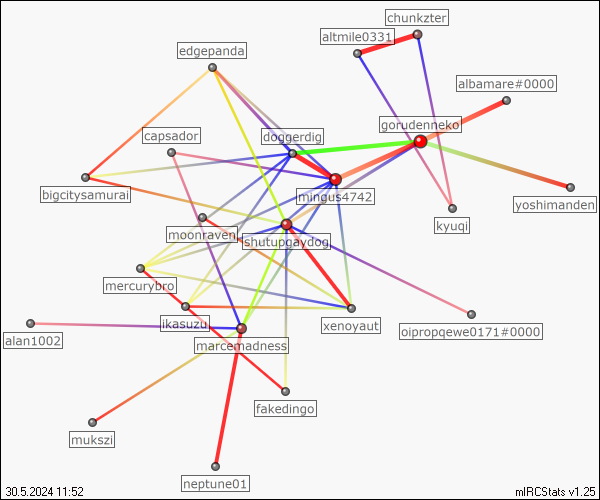 chunkzter
altmile0331
edgepanda
albamare#0000
gorudenneko
capsador
doggerdig
bigcitysamurai
mingus4742
yoshimanden
moonraven
kyuqi
shutupgaydog
mercurybro
ikasuzu
xenoyaut
oipropqewe0171#0000
alan1002
marcemadness
fakedingo
mukszi
neptune01
30.5.2024 11:52
mIRCStats v1.25